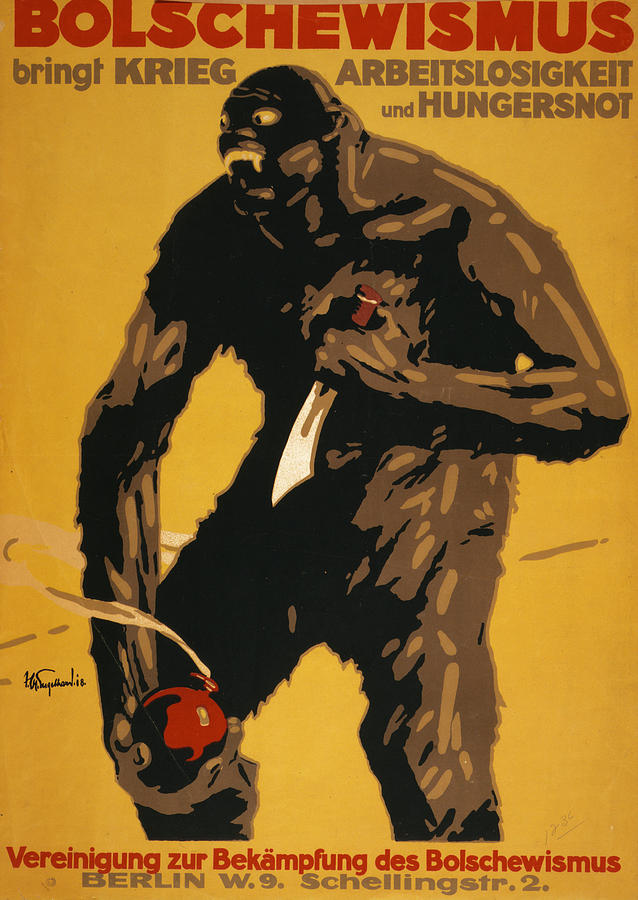 BOLSCHEWISMUS
bringt KRIEG ARBEITSLOSIGKEIT
und HUNGERSNOT
Vereinigung zur Bekämpfung des Bolschewismus
BERLIN W.9. Schellingstr.2.